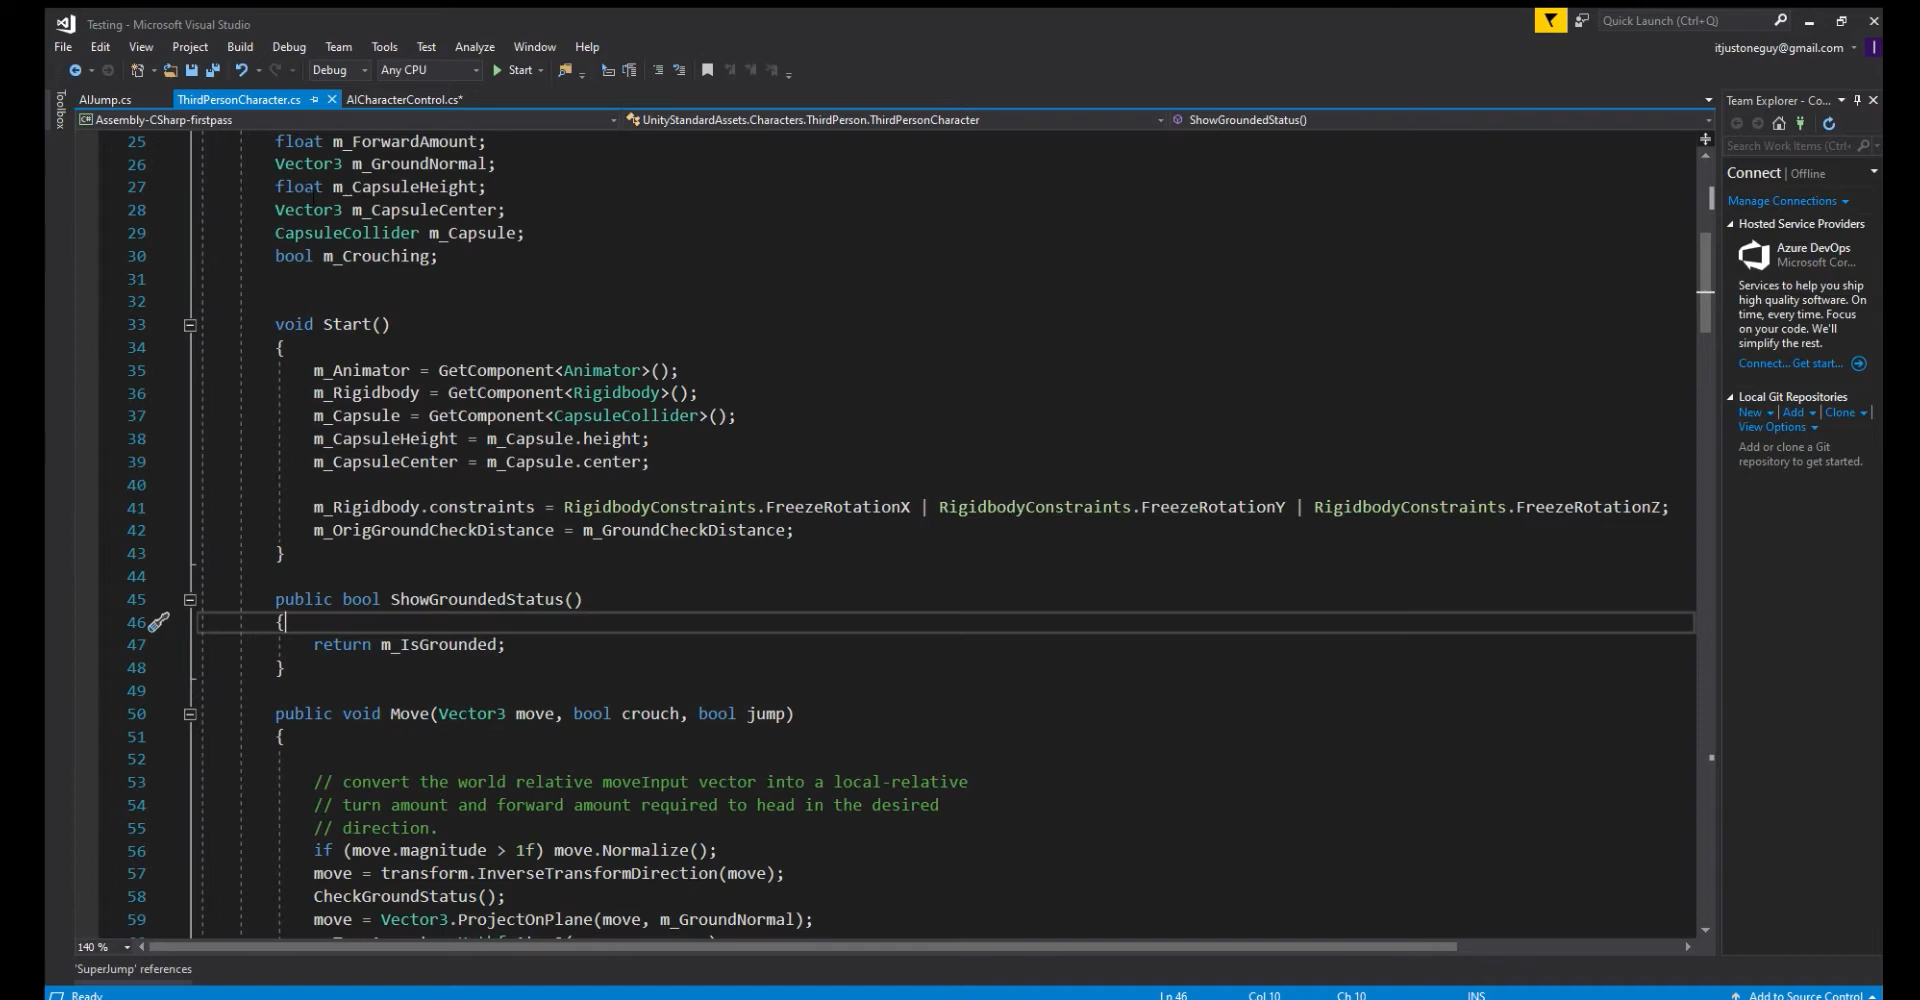 Testing - Microsoft Visual Studio
Quick Launch (Ctrl+Q)
File Edit View Project Build Debug Team Tools Test Analyze Window Help
itjustoneguy@gmail.com
Debug Any CPU Start
AIJump.cs ThirdPersonCharacter.cs AICharacterControl.cs*
Assembly-CSharp-firstpass UnityStandardAssets.Characters.ThirdPerson.ThirdPersonCharacter ShowGroundedStatus()
Toolbox
25 float m_ForwardAmount;
26 Vector3 m_GroundNormal;
27 float m_CapsuleHeight;
28 Vector3 m_CapsuleCenter;
29 CapsuleCollider m_Capsule;
30 bool m_Crouching;
31
32
33 void Start()
34 {
35 m_Animator = GetComponent<Animator>();
36 m_Rigidbody = GetComponent<Rigidbody>();
37 m_Capsule = GetComponent<CapsuleCollider>();
38 m_CapsuleHeight = m_Capsule.height;
39 m_CapsuleCenter = m_Capsule.center;
40
41 m_Rigidbody.constraints = RigidbodyConstraints.FreezeRotationX | RigidbodyConstraints.FreezeRotationY | RigidbodyConstraints.FreezeRotationZ;
42 m_OrigGroundCheckDistance = m_GroundCheckDistance;
43 }
44
45 public bool ShowGroundedStatus()
46 {
47 return m_IsGrounded;
48 }
49
50 public void Move(Vector3 move, bool crouch, bool jump)
51 {
52
53 // convert the world relative moveInput vector into a local-relative
54 // turn amount and forward amount required to head in the desired
55 // direction.
56 if (move.magnitude > 1f) move.Normalize();
57 move = transform.InverseTransformDirection(move);
58 CheckGroundStatus();
59 move = Vector3.ProjectOnPlane(move, m_GroundNormal);
140 %
'SuperJump' references
Ready Ln 46 Col 10 Ch 10 INS Add to Source Control
Team Explorer - Co...
Search Work Items (Ctrl+
Connect | Offline
Manage Connections
Hosted Service Providers
Azure DevOps
Microsoft Cor...
Services to help you ship
high quality software. On
time, every time. Focus
on your code. We'll
simplify the rest.
Connect... Get start...
Local Git Repositories
New | Add | Clone |
View Options
Add or clone a Git
repository to get started.